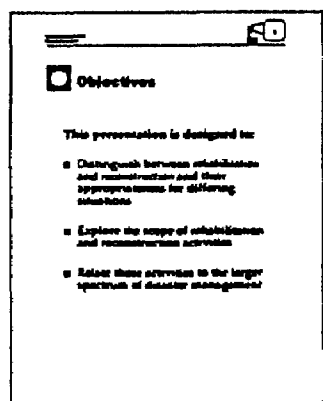 Objectives
This presentation is designed to:
Distinguish between rehabilitation
and reconstruction and their
appropriateness for differing
situations
Explore the scope of rehabilitation
and reconstruction activities
Relate these activities to the larger
spectrum of disaster management